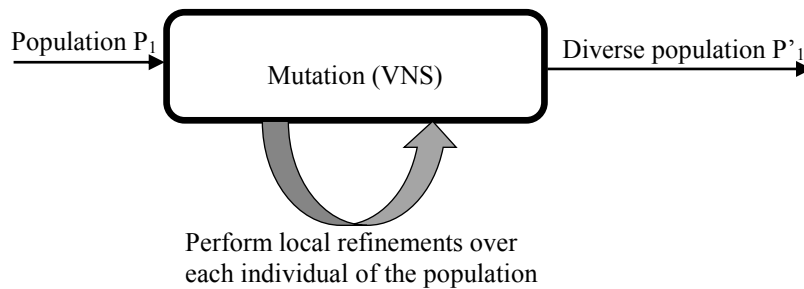 Population P₁
Mutation (VNS)
Diverse population P’₁
Perform local refinements over
each individual of the population